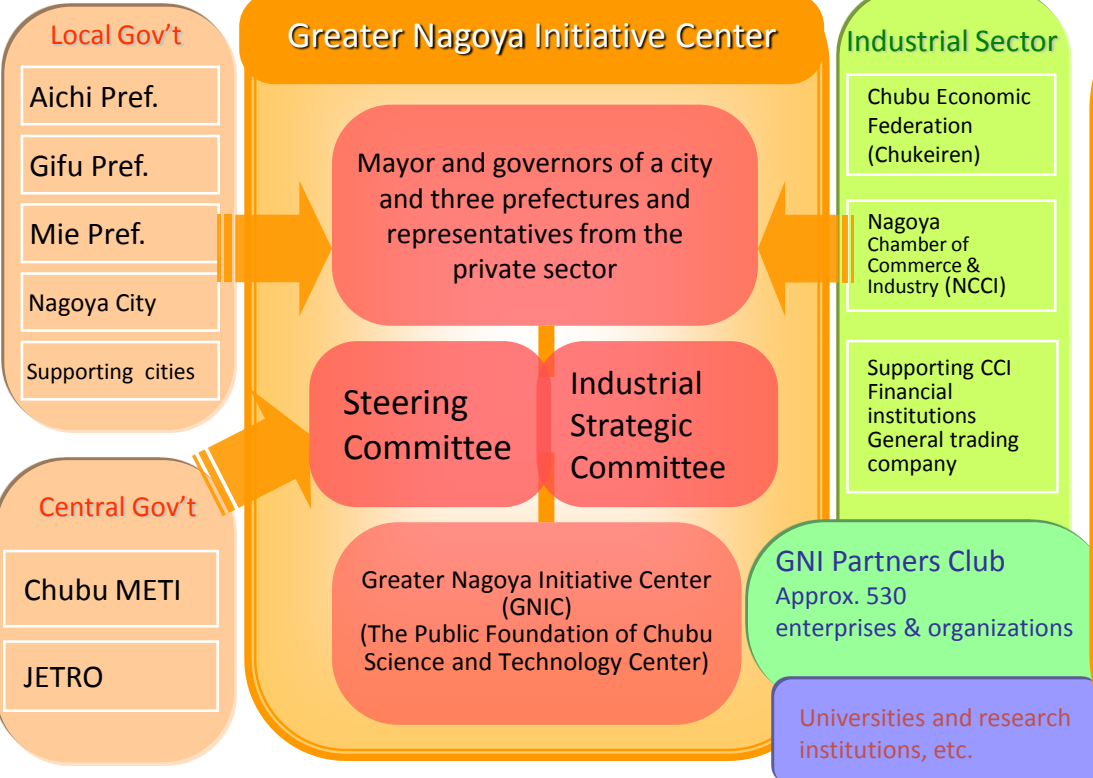 Local Gov't
Aichi Pref.
Gifu Pref.
Mie Pref.
Nagoya City
Supporting cities
Central Gov't
Chubu METI
JETRO
Greater Nagoya Initiative Center
Mayor and governors of a city
and three prefectures and
representatives from the
private sector
Steering
Committee
Industrial
Strategic
Committee
Greater Nagoya Initiative Center
(GNIC)
(The Public Foundation of Chubu
Science and Technology Center)
Industrial Sector
Chubu Economic
Federation
(Chukeiren)
Nagoya
Chamber of
Commerce &
Industry (NCCI)
Supporting CCI
Financial
institutions
General trading
company
GNI Partners Club
Approx. 530
enterprises & organizations
Universities and research
institutions, etc.